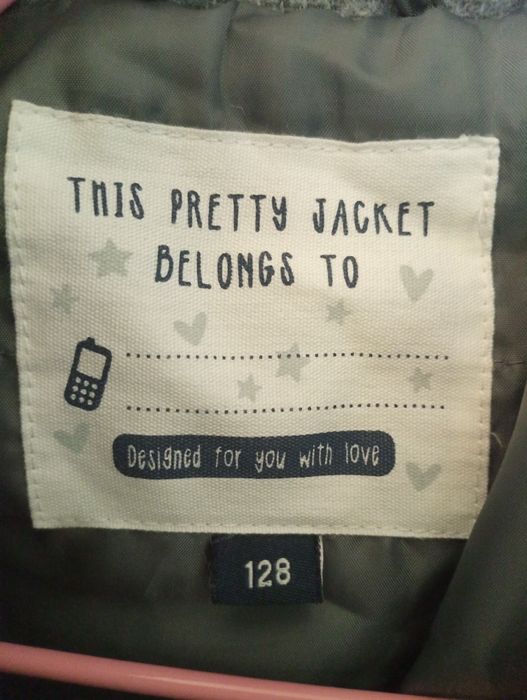 THIS PRETTY JACKET
BELONGS TO
Designed for you with love
128